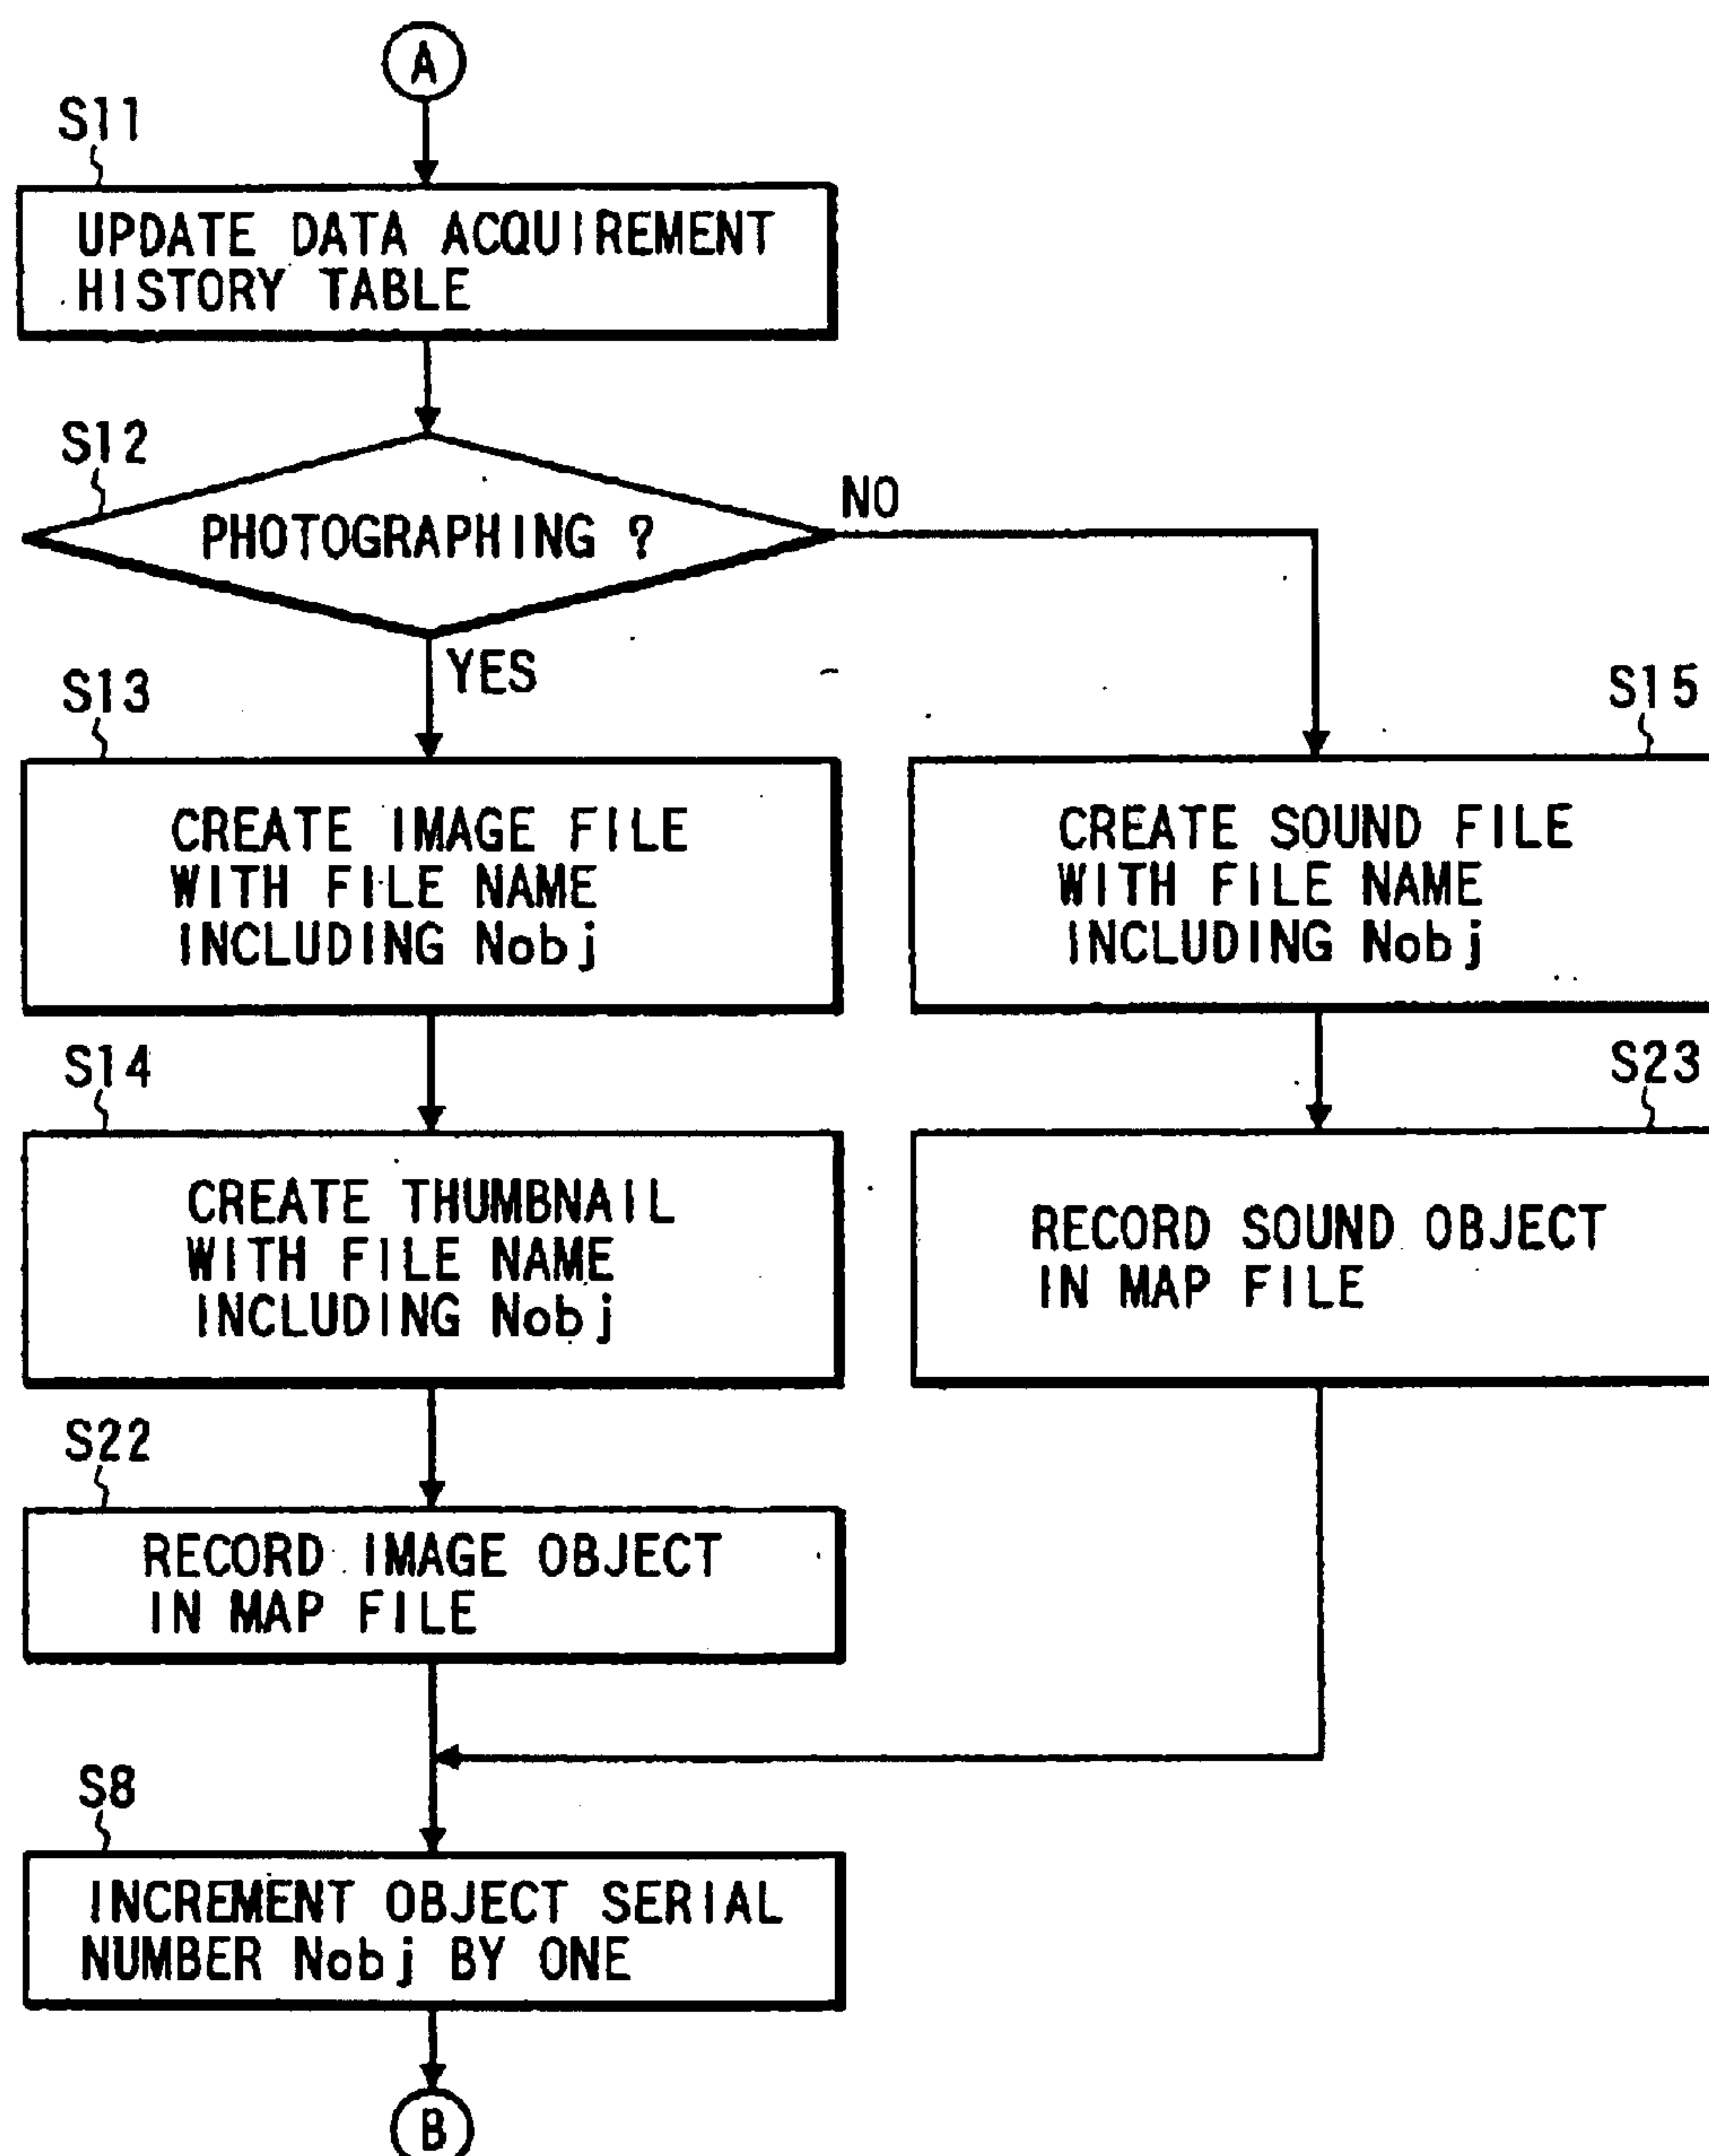 A
S11
UPDATE DATA ACQUIREMENT
HISTORY TABLE
S12
PHOTOGRAPHING ?
NO
YES
S13
CREATE IMAGE FILE
WITH FILE NAME
INCLUDING Nobj
S15
CREATE SOUND FILE
WITH FILE NAME
INCLUDING Nobj
S14
CREATE THUMBNAIL
WITH FILE NAME
INCLUDING Nobj
S23
RECORD SOUND OBJECT
IN MAP FILE
S22
RECORD IMAGE OBJECT
IN MAP FILE
S8
INCREMENT OBJECT SERIAL
NUMBER Nobj BY ONE
B